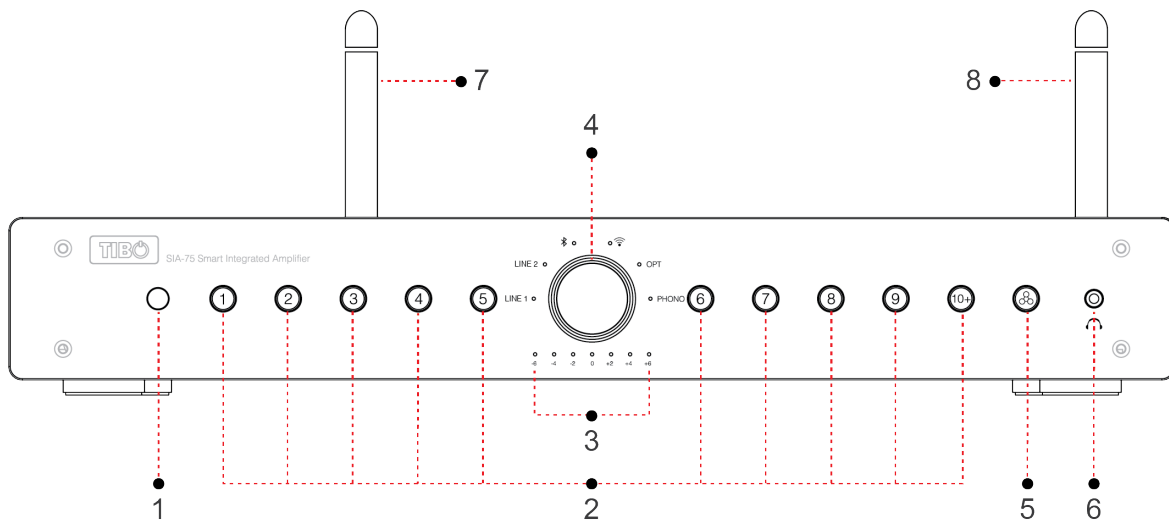 7
8
4
TIBO
SIA-75 Smart Integrated Amplifier
LINE 2
OPT
LINE 1
PHONO
1
2
3
4
5
6
7
8
9
10+
-6 -4 -2 0 +2 +4 +6
3
1
2
5
6